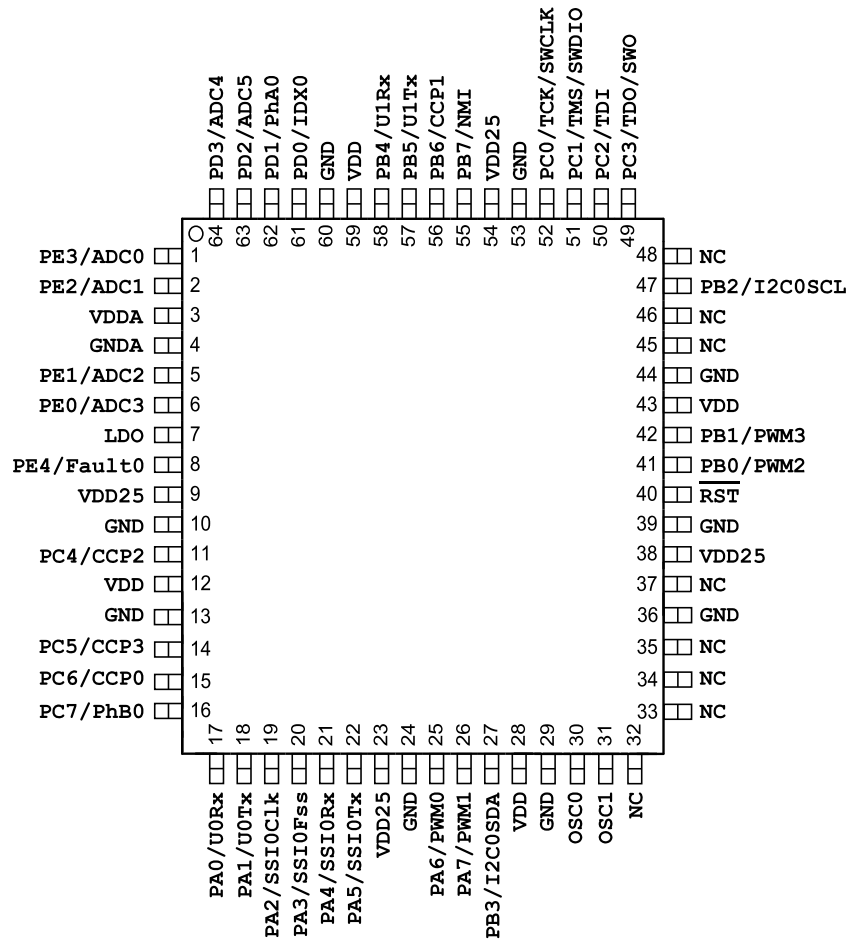 PD3/ADC4
PD2/ADC5
PD1/PhA0
PD0/IDX0
GND
VDD
PB4/U1Rx
PB5/U1Tx
PB6/CCP1
PB7/NMI
VDD25
GND
PC0/TCK/SWCLK
PC1/TMS/SWDIO
PC2/TDI
PC3/TDO/SWO
64
63
62
61
60
59
58
57
56
55
54
53
52
51
50
49
PE3/ADC0 1
PE2/ADC1 2
VDDA 3
GNDA 4
PE1/ADC2 5
PE0/ADC3 6
LDO 7
PE4/Fault0 8
VDD25 9
GND 10
PC4/CCP2 11
VDD 12
GND 13
PC5/CCP3 14
PC6/CCP0 15
PC7/PhB0 16
48 NC
47 PB2/I2C0SCL
46 NC
45 NC
44 GND
43 VDD
42 PB1/PWM3
41 PB0/PWM2
40 RST
39 GND
38 VDD25
37 NC
36 GND
35 NC
34 NC
33 NC
17
18
19
20
21
22
23
24
25
26
27
28
29
30
31
32
PA0/U0Rx
PA1/U0Tx
PA2/SSI0Clk
PA3/SSI0Fss
PA4/SSI0Rx
PA5/SSI0Tx
VDD25
GND
PA6/PWM0
PA7/PWM1
PB3/I2C0SDA
VDD
GND
OSC0
OSC1
NC